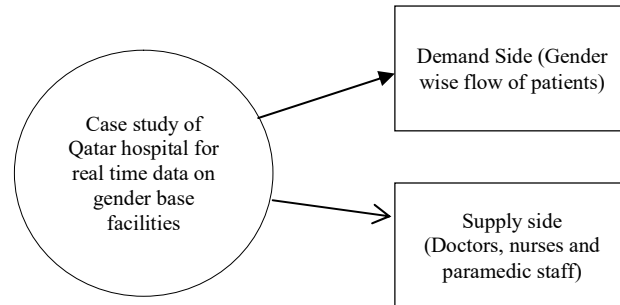 Case study of
Qatar hospital for
real time data on
gender base
facilities
Demand Side (Gender
wise flow of patients)
Supply side
(Doctors, nurses and
paramedic staff)